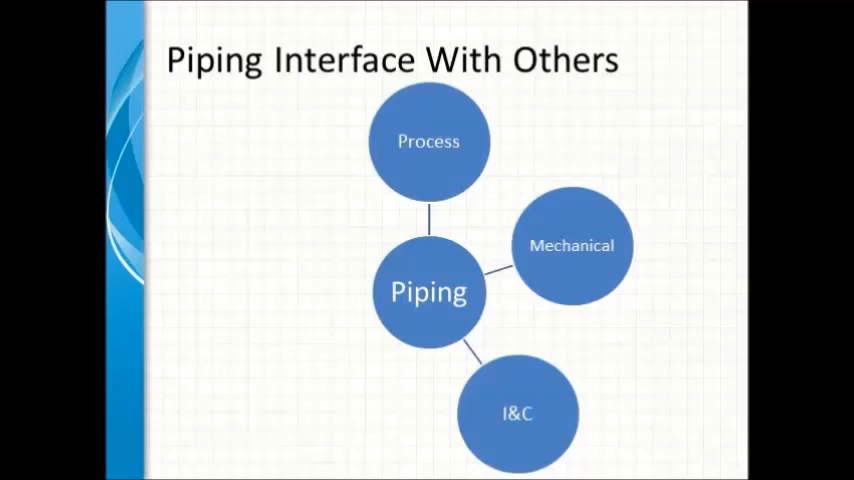 Piping Interface With Others
Process
Mechanical
Piping
I&C